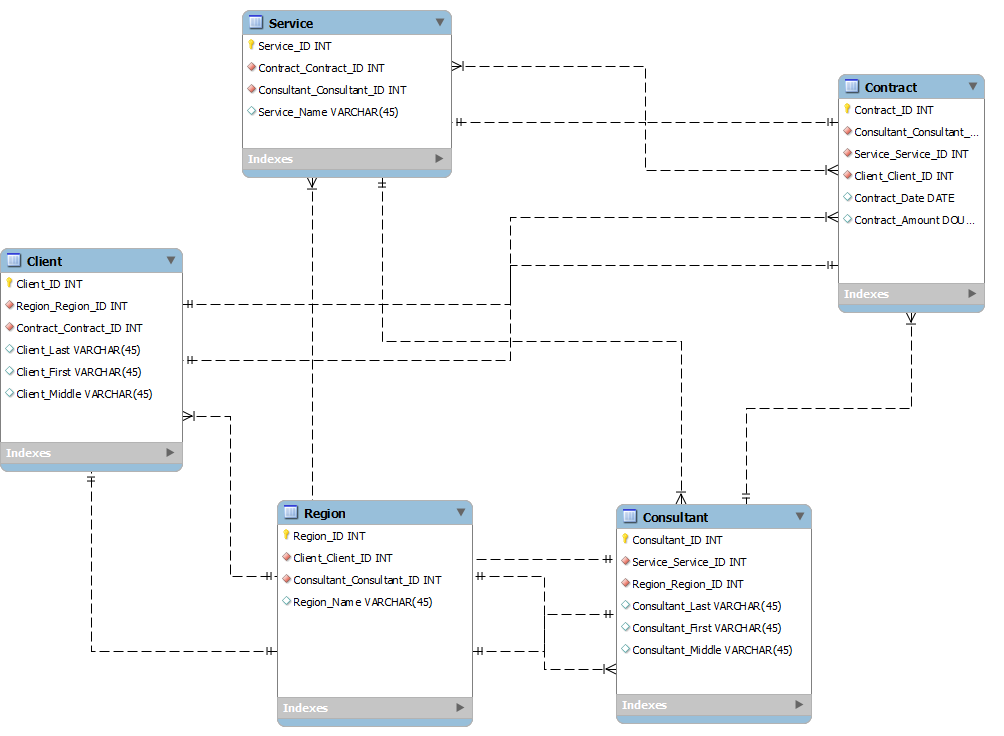 Service
Service_ID INT
Contract_Contract_ID INT
Consultant_Consultant_ID INT
Service_Name VARCHAR(45)
Indexes
Contract
Contract_ID INT
Consultant_Consultant_...
Service_Service_ID INT
Client_Client_ID INT
Contract_Date DATE
Contract_Amount DOU...
Indexes
Client
Client_ID INT
Region_Region_ID INT
Contract_Contract_ID INT
Client_Last VARCHAR(45)
Client_First VARCHAR(45)
Client_Middle VARCHAR(45)
Indexes
Region
Region_ID INT
Client_Client_ID INT
Consultant_Consultant_ID INT
Region_Name VARCHAR(45)
Indexes
Consultant
Consultant_ID INT
Service_Service_ID INT
Region_Region_ID INT
Consultant_Last VARCHAR(45)
Consultant_First VARCHAR(45)
Consultant_Middle VARCHAR(45)
Indexes